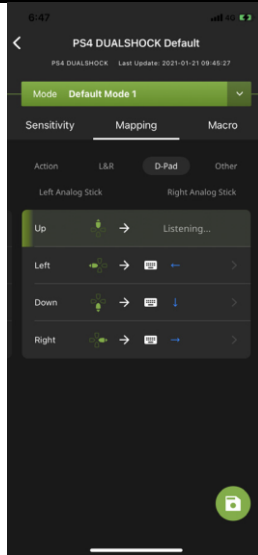 6:47
4G
PS4 DUALSHOCK Default
PS4 DUALSHOCK Last Update: 2021-01-21 09:45:27
Mode Default Mode 1
Sensitivity Mapping Macro
Action L&R D-Pad Other
Left Analog Stick Right Analog Stick
Up → Listening...
Left → ←
Down → ↓
Right → →